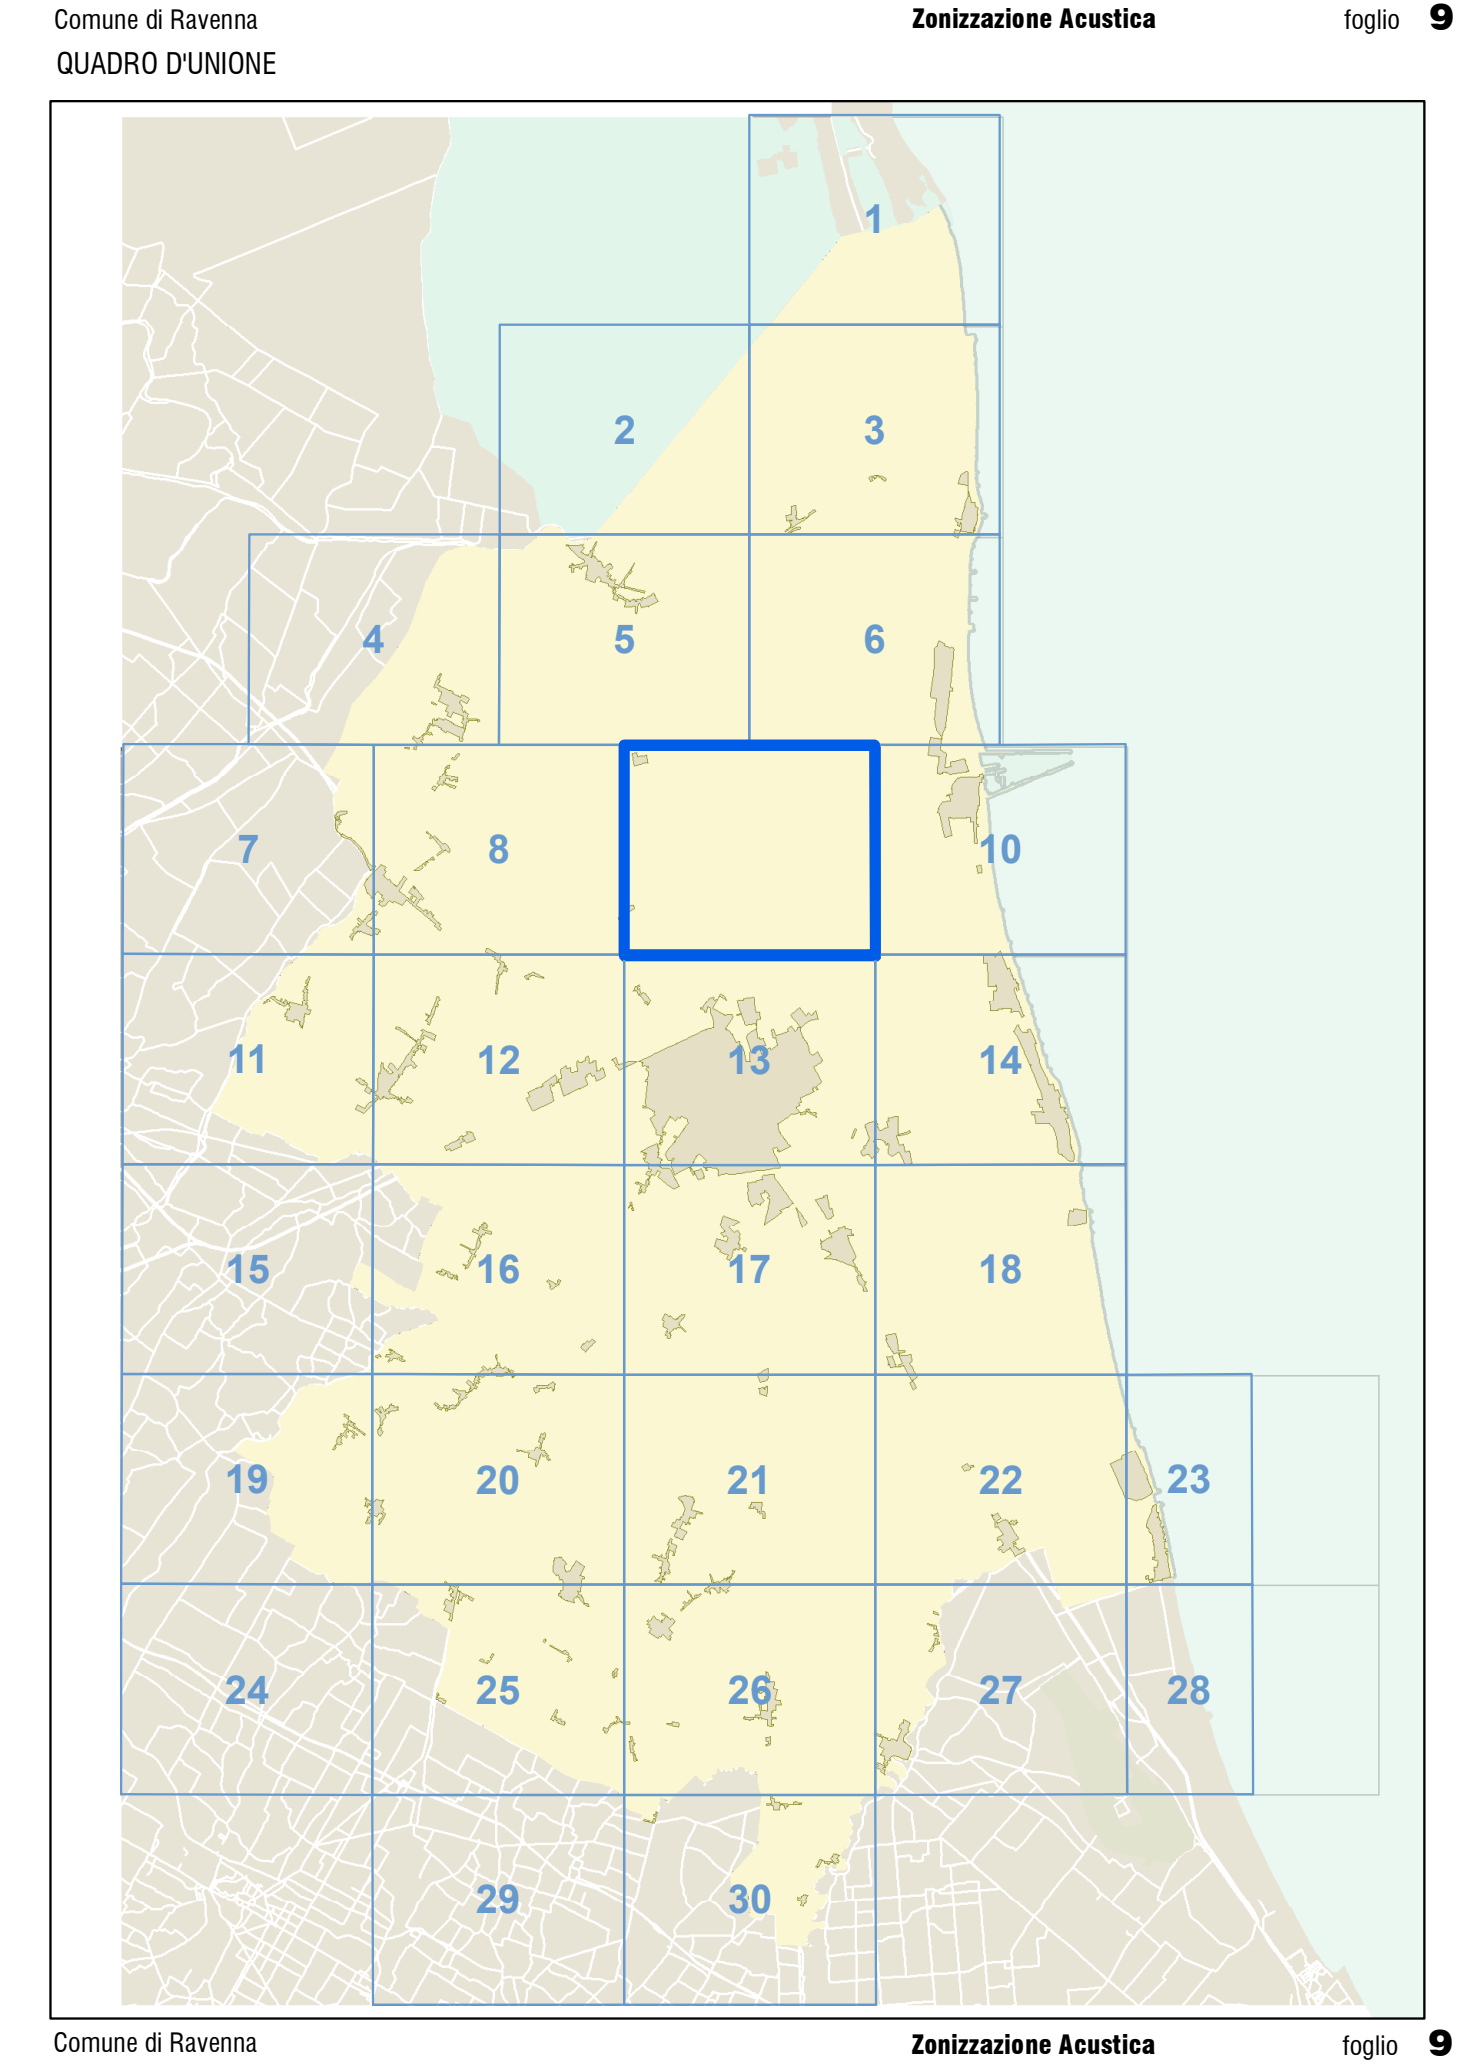 Comune di Ravenna Zonizzazione Acustica foglio 9
QUADRO D'UNIONE
1
2 3
4 5 6
7 8 10
11 12 13 14
15 16 17 18
19 20 21 22 23
24 25 26 27 28
29 30
Comune di Ravenna Zonizzazione Acustica foglio 9